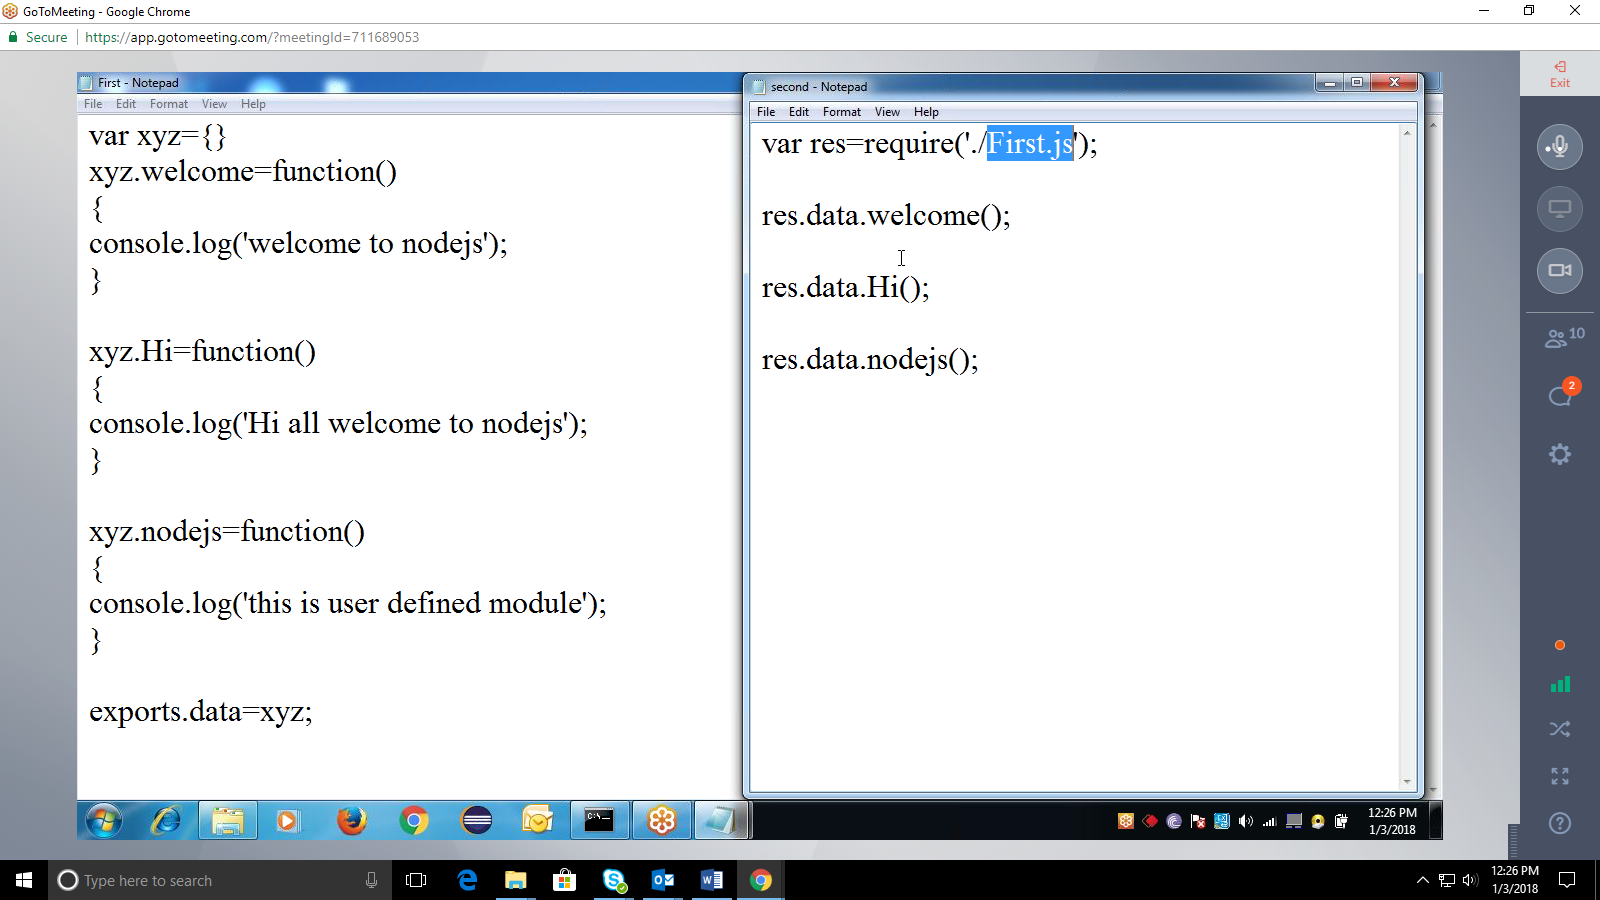 GoToMeeting - Google Chrome
Secure
https://app.gotomeeting.com/?meetingId=711689053
Exit
10
2
First - Notepad
File Edit Format View Help
var xyz={}
xyz.welcome=function()
{
console.log('welcome to nodejs');
}
xyz.Hi=function()
{
console.log('Hi all welcome to nodejs');
}
xyz.nodejs=function()
{
console.log('this is user defined module');
}
exports.data=xyz;
second - Notepad
File Edit Format View Help
var res=require('./First.js');
res.data.welcome();
res.data.Hi();
res.data.nodejs();
12:26 PM
1/3/2018
Type here to search
12:26 PM
1/3/2018